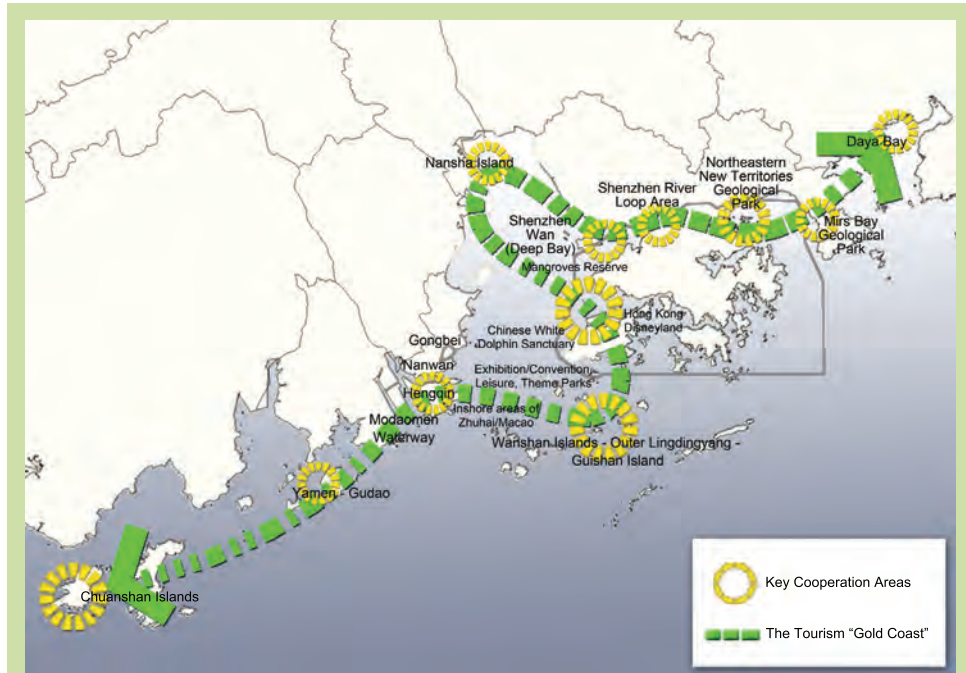 Daya Bay
Nansha Island
Northeastern
New Territories
Geological
Park
Shenzhen River
Loop Area
Shenzhen
Wan
(Deep Bay)
Mirs Bay
Geological
Park
Mangroves Reserve
Hong Kong
Disneyland
Chinese White
Dolphin Sanctuary
Gongbei
Nanwan
Hengqin
Exhibition/Convention,
Leisure, Theme Parks
Inshore areas of
Zhuhai/Macao
Modaomen
Waterway
Wanshan Islands - Outer Lingdingyang -
Guishan Island
Yamen - Gudao
Chuanshan Islands
Key Cooperation Areas
The Tourism “Gold Coast”